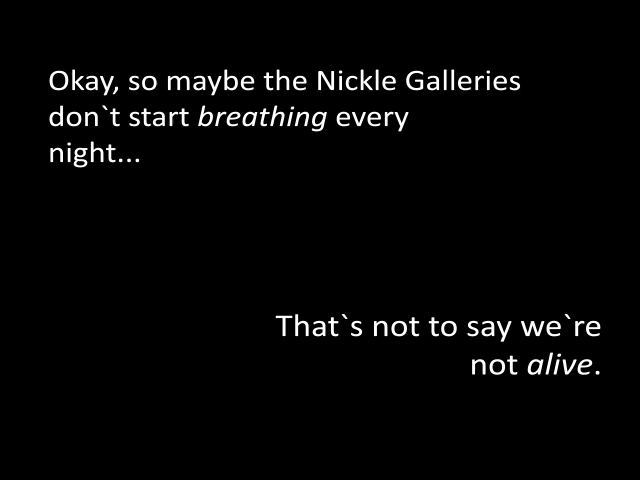 Okay, so maybe the Nickle Galleries
don`t start breathing every
night...
That`s not to say we`re
not alive.